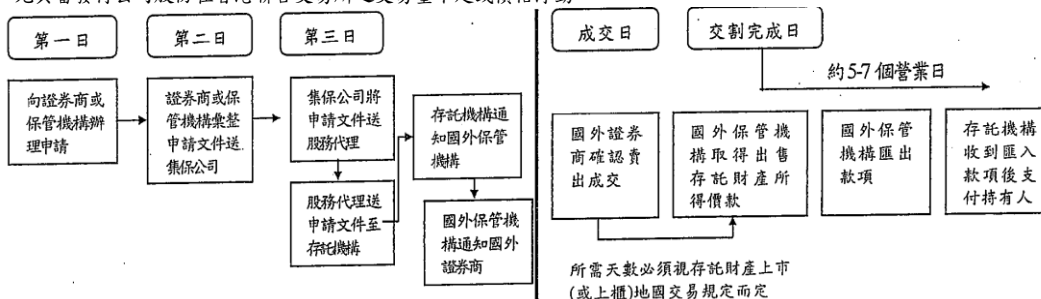 第一日
第二日
第三日
向證券商或
保管機構辦
理申請
證券商或保
管機構彙整
申請文件送
集保公司
集保公司將
申請文件送
股務代理
股務代理送
申請文件至
存託機構
存託機構通
知國外保管
機構
國外保管機
構通知國外
證券商
成交日
交割完成日
約5-7個營業日
國外證券
商確認賣
出成交
國外保管機
構取得出售
存託財產所
得價款
國外保管
機構匯出
款項
存託機構
收到匯入
款項後支
付持有人
所需天數必須視存託財產上市
(或上櫃)地國交易規定而定